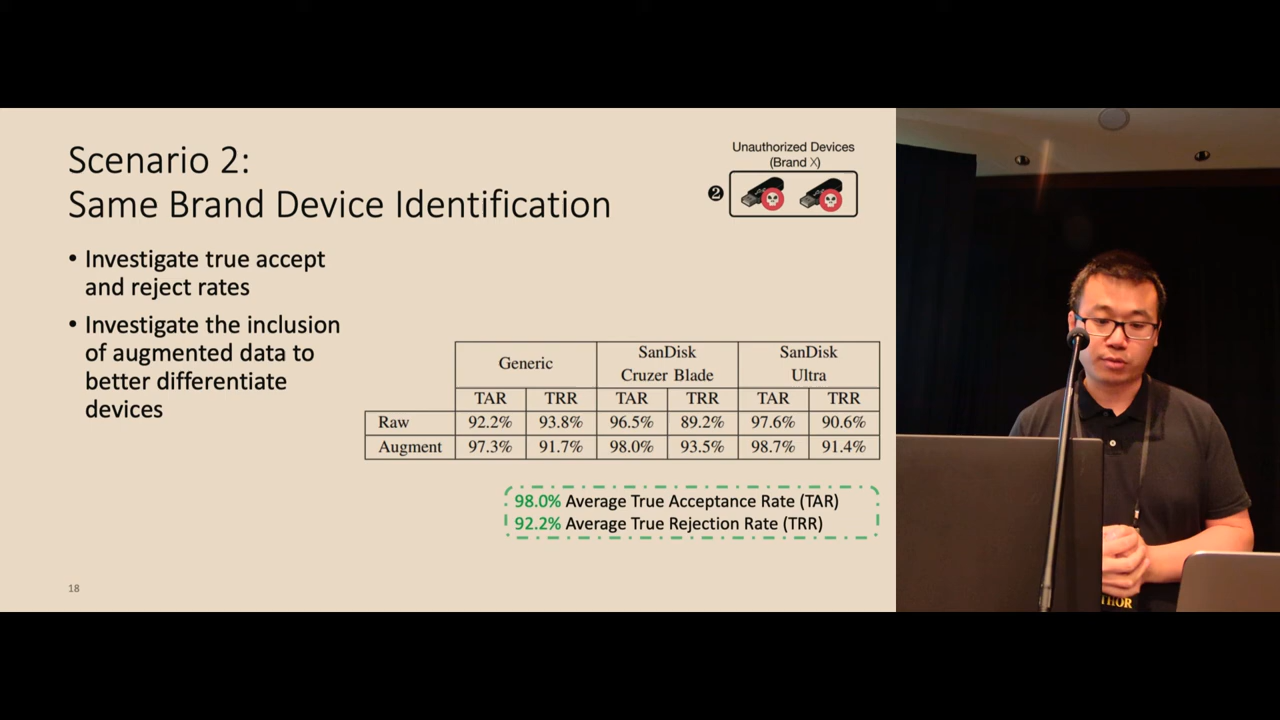 Scenario 2:
Same Brand Device Identification
Unauthorized Devices
(Brand X)
❷
• Investigate true accept
and reject rates
• Investigate the inclusion
of augmented data to
better differentiate
devices
Generic SanDisk Cruzer Blade SanDisk Ultra
TAR TRR TAR TRR TAR TRR
Raw 92.2% 93.8% 96.5% 89.2% 97.6% 90.6%
Augment 97.3% 91.7% 98.0% 93.5% 98.7% 91.4%
98.0% Average True Acceptance Rate (TAR)
92.2% Average True Rejection Rate (TRR)
18
THOR